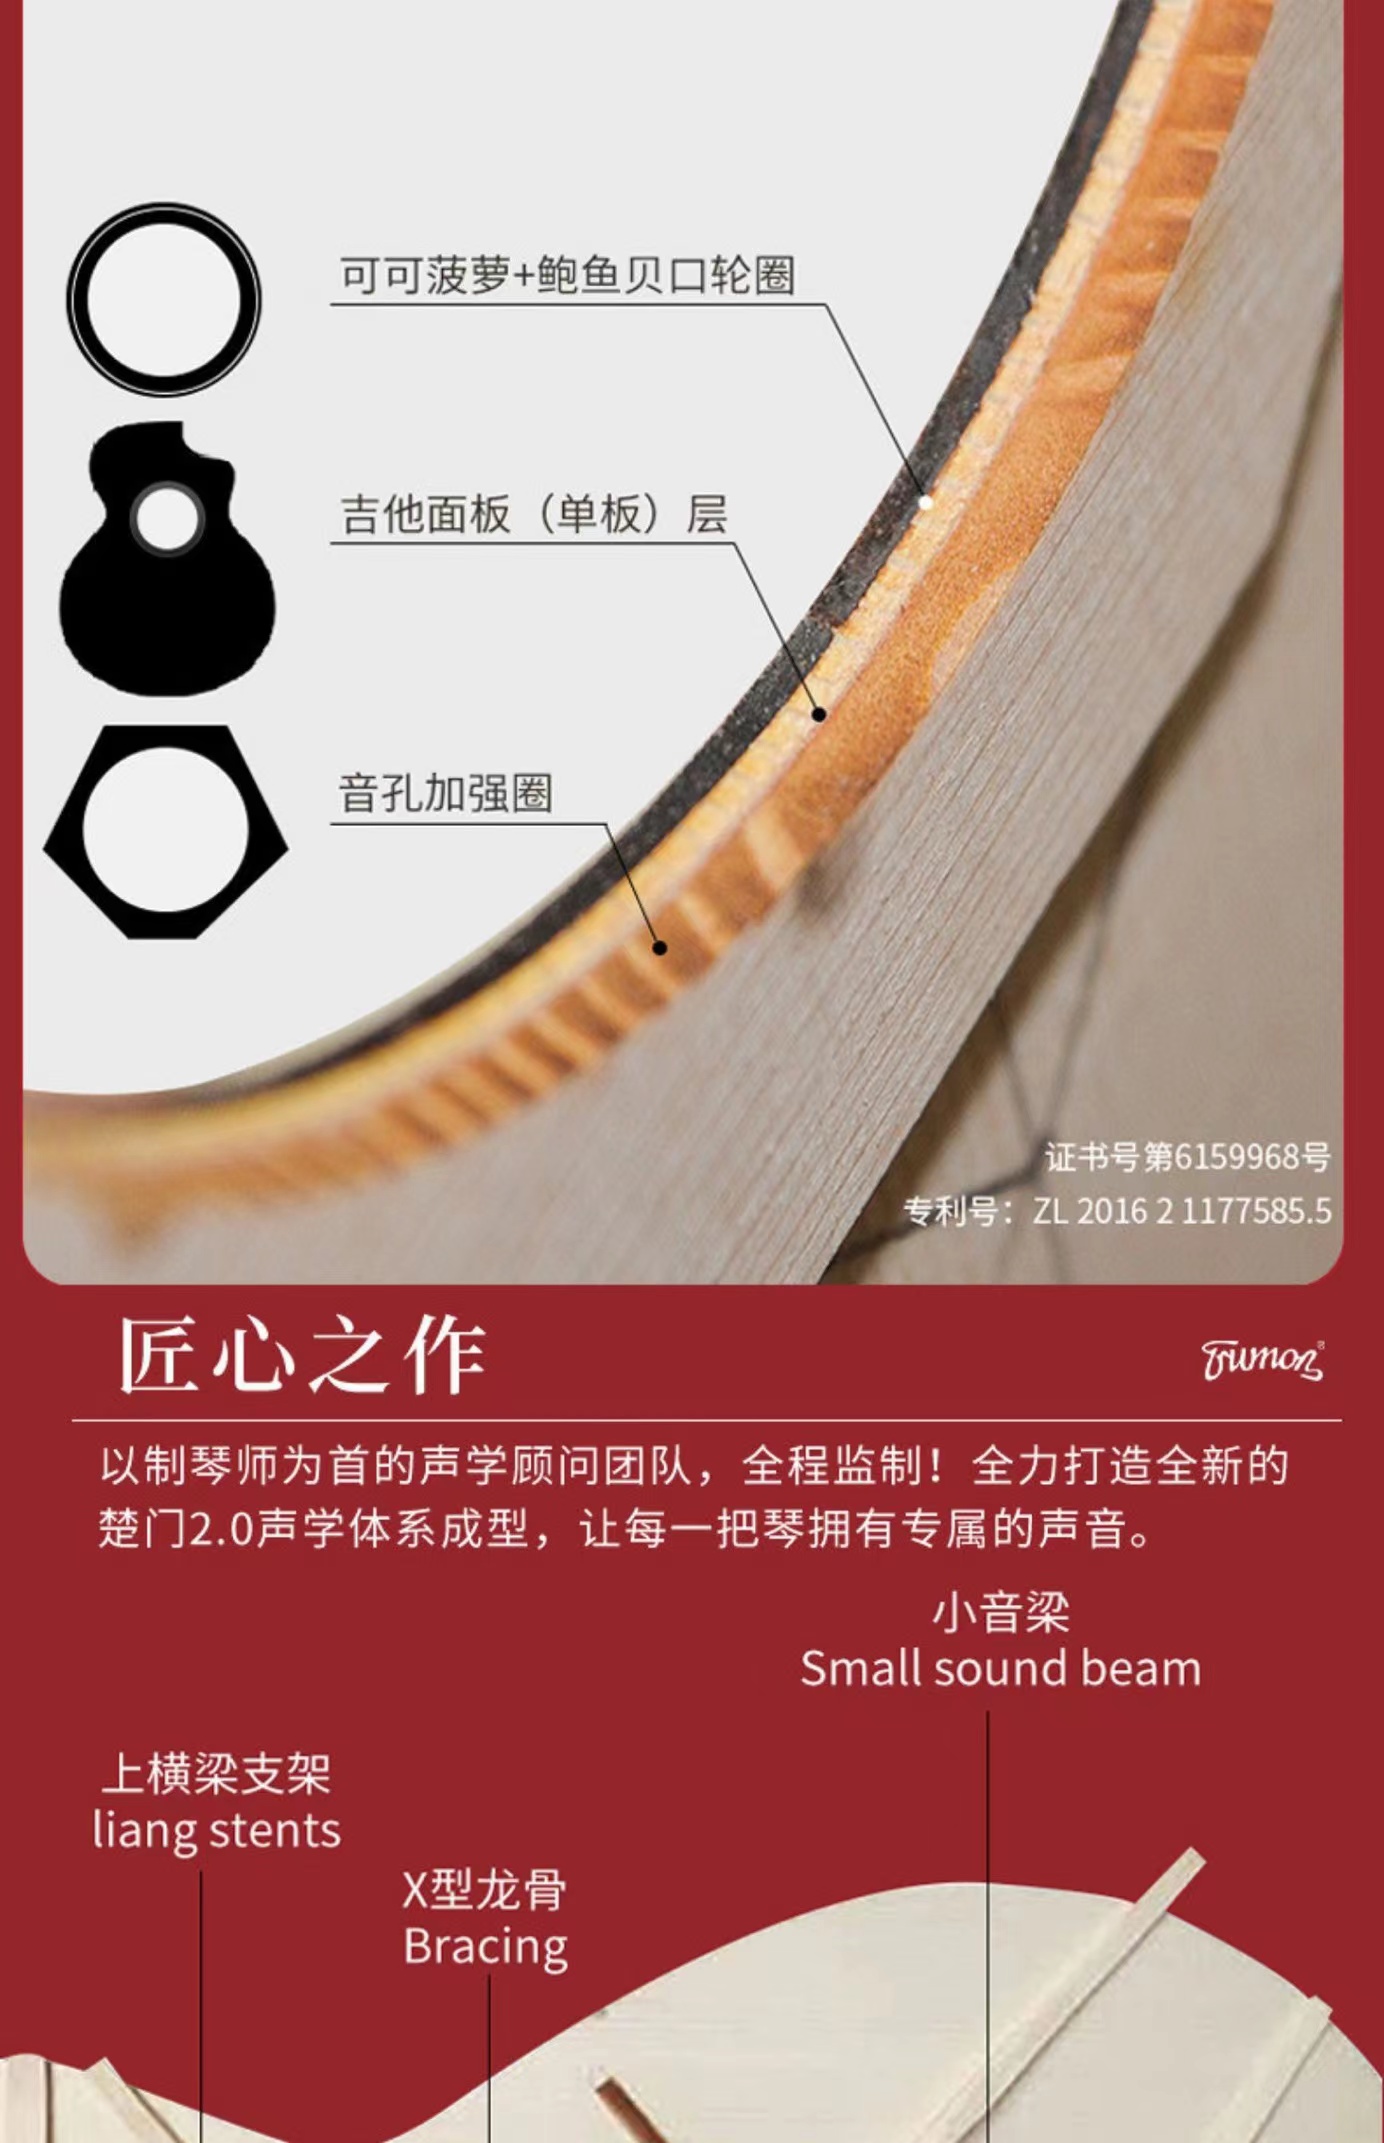 可可菠萝+鲍鱼贝口轮圈
吉他面板（单板）层
音孔加强圈
证书号第6159968号
专利号：ZL 2016 2 1177585.5
匠心之作
Trumon
以制琴师为首的声学顾问团队，全程监制！全力打造全新的
楚门2.0声学体系成型，让每一把琴拥有专属的声音。
小音梁
Small sound beam
上横梁支架
liang stents
X型龙骨
Bracing